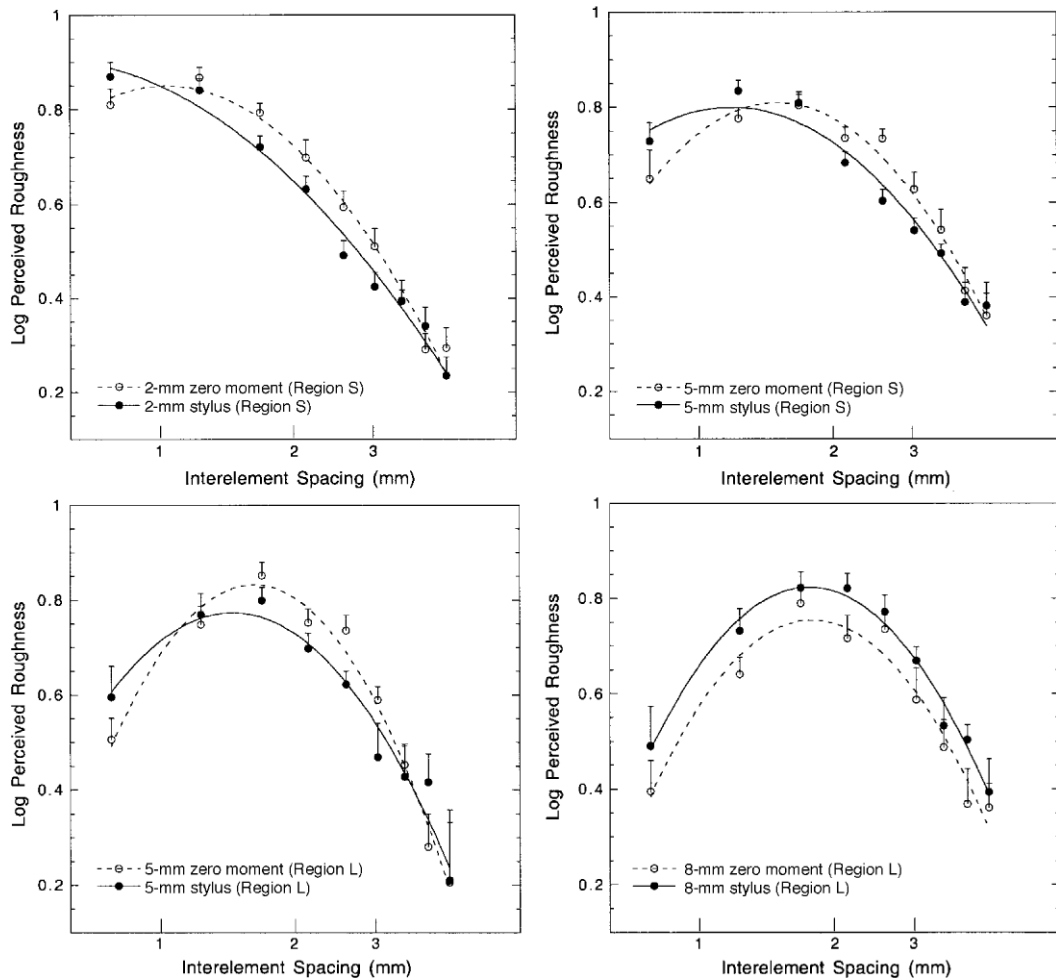 1
0.8
0.6
0.4
0.2
Log Perceived Roughness
2-mm zero moment (Region S)
2-mm stylus (Region S)
1
2
3
Interelement Spacing (mm)
1
0.8
0.6
0.4
0.2
Log Perceived Roughness
5-mm zero moment (Region S)
5-mm stylus (Region S)
1
2
3
Interelement Spacing (mm)
1
0.8
0.6
0.4
0.2
Log Perceived Roughness
5-mm zero moment (Region L)
5-mm stylus (Region L)
1
2
3
Interelement Spacing (mm)
1
0.8
0.6
0.4
0.2
Log Perceived Roughness
8-mm zero moment (Region L)
8-mm stylus (Region L)
1
2
3
Interelement Spacing (mm)